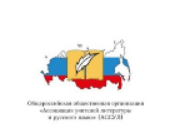 Общероссийская общественная организация
«Ассоциация учителей литературы
и русского языка» (АССУЛ)